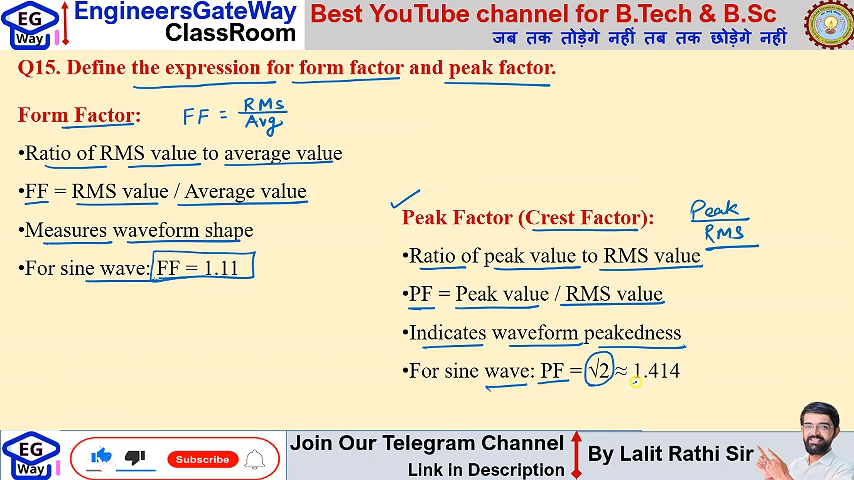 EG
Way
EngineersGateWay
ClassRoom
Best YouTube channel for B.Tech & B.Sc
जब तक तोड़ेगे नहीं तब तक छोड़ेगे नहीं
Q15. Define the expression for form factor and peak factor.
Form Factor:
FF = RMS / Avg
•Ratio of RMS value to average value
•FF = RMS value / Average value
•Measures waveform shape
•For sine wave: FF = 1.11
Peak Factor (Crest Factor):
Peak / RMS
•Ratio of peak value to RMS value
•PF = Peak value / RMS value
•Indicates waveform peakedness
•For sine wave: PF = √2 ≈ 1.414
EG
Way
Subscribe
Join Our Telegram Channel
Link in Description
By Lalit Rathi Sir